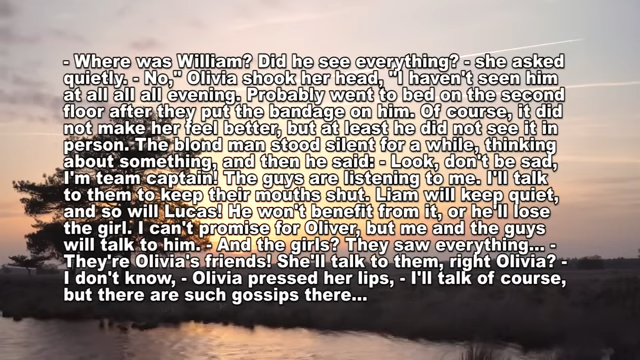 - Where was William? Did he see everything? - she asked
quietly. - No," Olivia shook her head, "I haven't seen him
at all all all evening. Probably went to bed on the second
floor after they put the bandage on him. Of course, it did
not make her feel better, but at least he did not see it in
person. The blond man stood silent for a while, thinking
about something, and then he said: - Look, don't be sad,
I'm team captain! The guys are listening to me. I'll talk
to them to keep their mouths shut. Liam will keep quiet,
and so will Lucas! He won't benefit from it, or he'll lose
the girl. I can't promise for Oliver, but me and the guys
will talk to him. - And the girls? They saw everything... -
They're Olivia's friends! She'll talk to them, right Olivia? -
I don't know, - Olivia pressed her lips, - I'll talk of course,
but there are such gossips there...